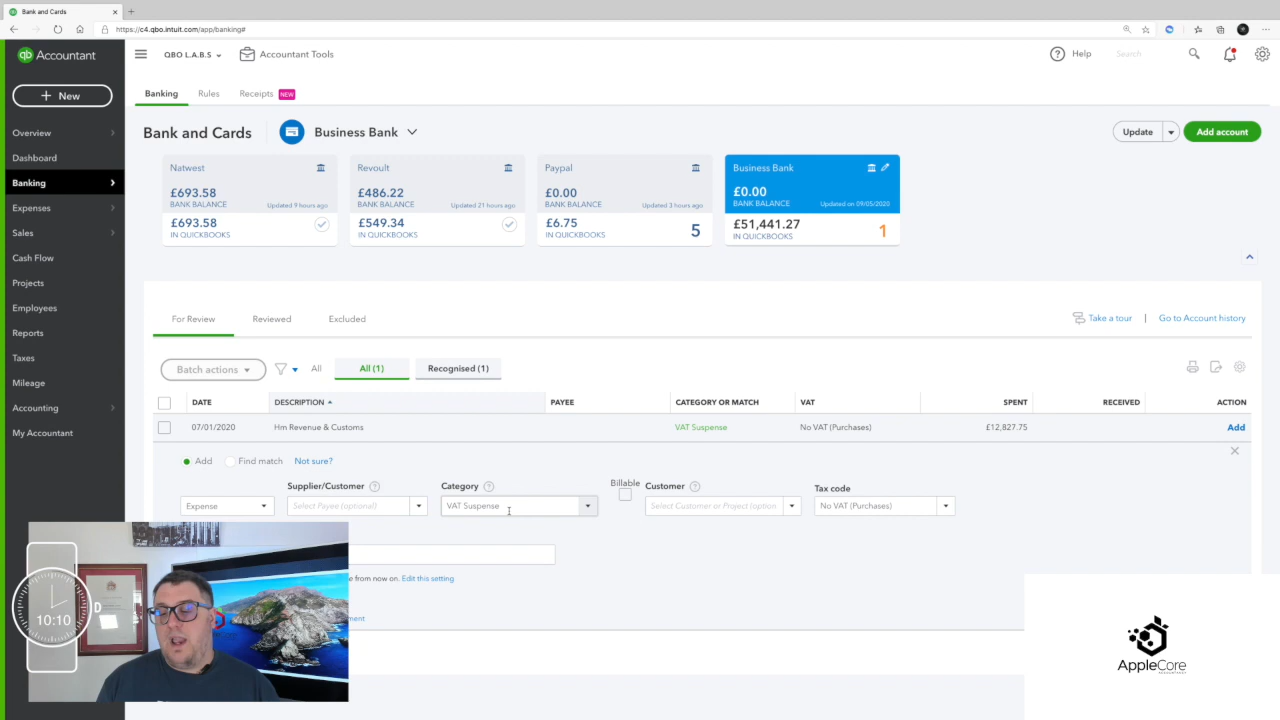 Bank and Cards
https://c4.qbo.intuit.com/app/banking#
qb Accountant
QBO L.A.B.S
Accountant Tools
Help
Search
+ New
Banking
Rules
Receipts
NEW
Overview
Dashboard
Banking
Expenses
Sales
Cash Flow
Projects
Employees
Reports
Taxes
Mileage
Accounting
My Accountant
Bank and Cards
Business Bank
Update
Add account
Natwest
£693.58
BANK BALANCE
Updated 9 hours ago
£693.58
IN QUICKBOOKS
Revoult
£486.22
BANK BALANCE
Updated 21 hours ago
£549.34
IN QUICKBOOKS
Paypal
£0.00
BANK BALANCE
Updated 3 hours ago
£6.75
IN QUICKBOOKS
5
Business Bank
£0.00
BANK BALANCE
Updated on 09/05/2020
£51,441.27
IN QUICKBOOKS
1
For Review
Reviewed
Excluded
Take a tour
Go to Account history
Batch actions
All
All (1)
Recognised (1)
DATE DESCRIPTION PAYEE CATEGORY OR MATCH VAT SPENT RECEIVED ACTION
07/01/2020 Hm Revenue & Customs VAT Suspense No VAT (Purchases) £12,827.75 Add
Add
Find match
Not sure?
Supplier/Customer
Category
Billable
Customer
Tax code
Expense
Select Payee (optional)
VAT Suspense
Select Customer or Project (option
No VAT (Purchases)
e from now on. Edit this setting
ment
10:10
D
AppleCore